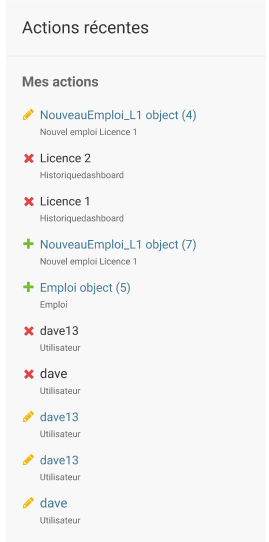 Actions récentes
Mes actions
NouveauEmploi_L1 object (4)
Nouvel emploi Licence 1
Licence 2
Historiquedashboard
Licence 1
Historiquedashboard
NouveauEmploi_L1 object (7)
Nouvel emploi Licence 1
Emploi object (5)
Emploi
dave13
Utilisateur
dave
Utilisateur
dave13
Utilisateur
dave13
Utilisateur
dave
Utilisateur